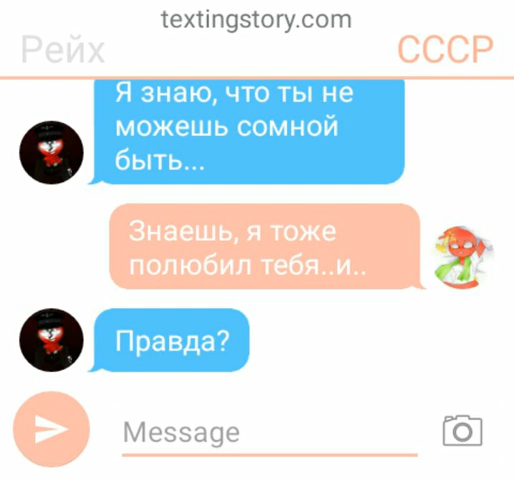 textingstory.com
Рейх
СССР
Я знаю, что ты не
можешь сомной
быть...
Знаешь, я тоже
полюбил тебя..и..
Правда?
Message